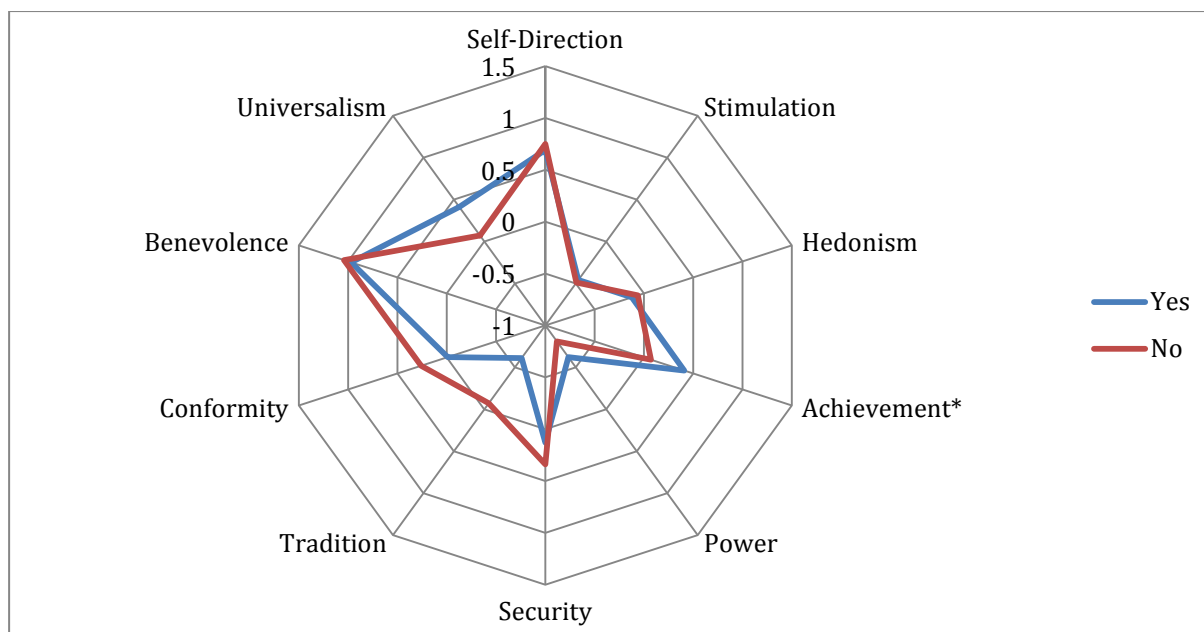 Self-Direction
1.5
Universalism
Stimulation
1
0.5
Benevolence
0
Hedonism
-0.5
Yes
-1
No
Conformity
Achievement*
Tradition
Power
Security